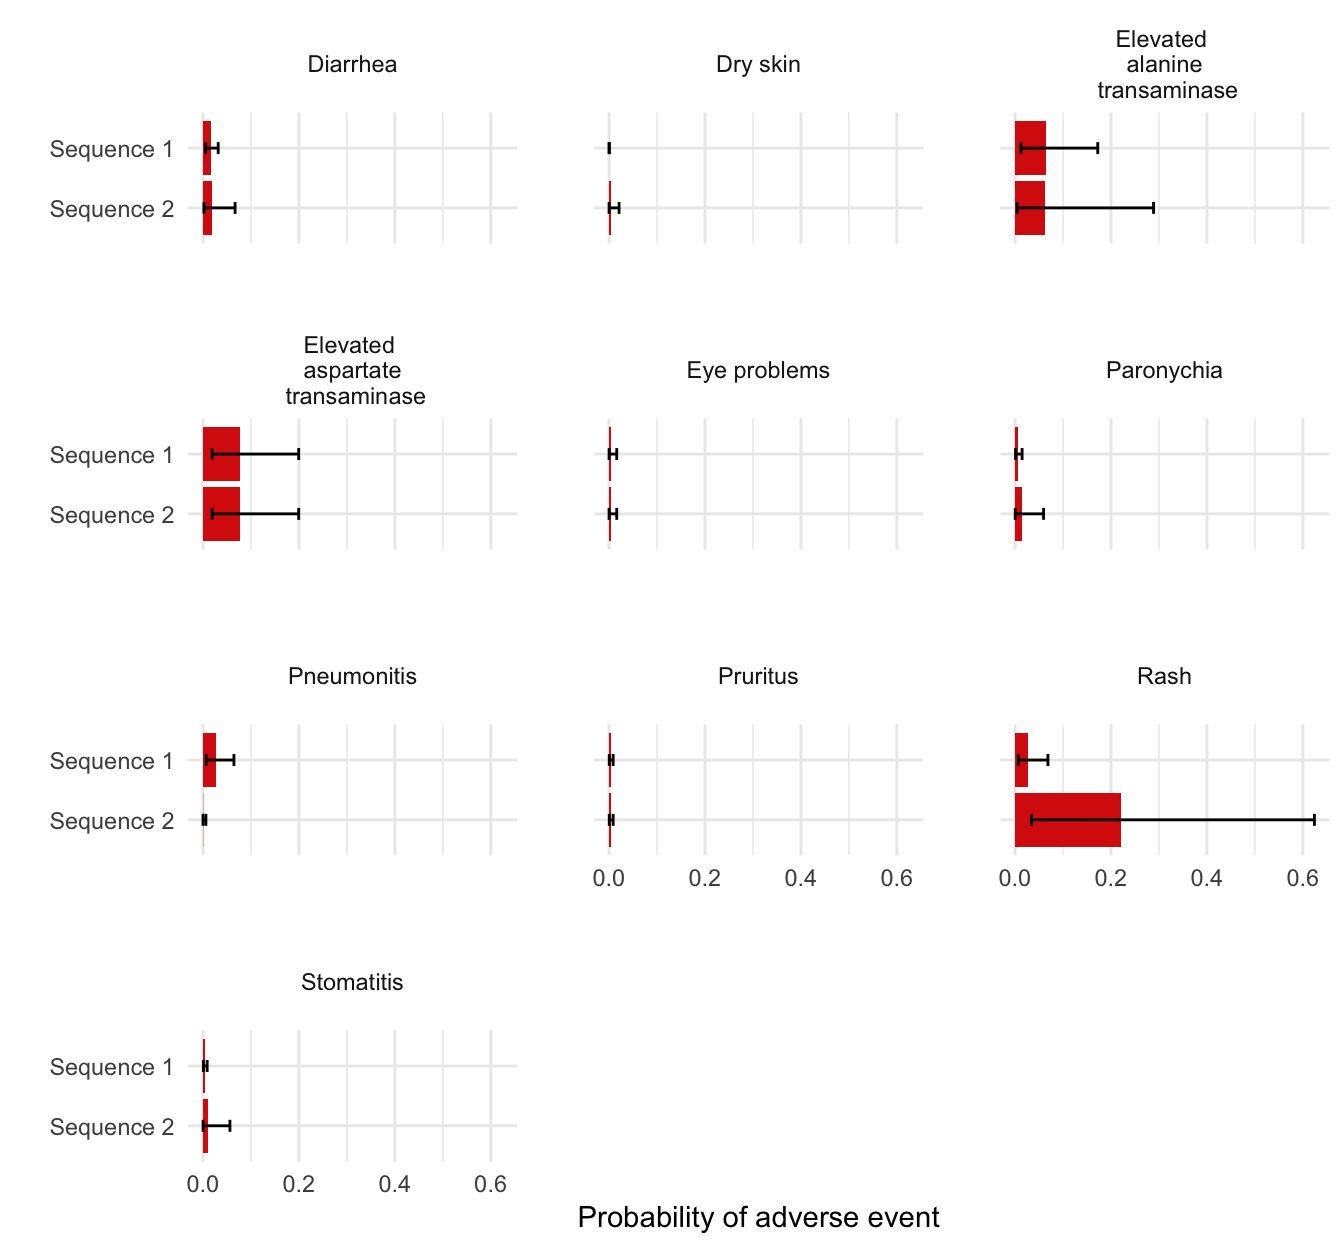 Diarrhea
Dry skin
Elevated
alanine
transaminase
Sequence 1
Sequence 2
Elevated
aspartate
transaminase
Eye problems
Paronychia
Sequence 1
Sequence 2
Pneumonitis
Pruritus
Rash
Sequence 1
Sequence 2
0.0 0.2 0.4 0.6
0.0 0.2 0.4 0.6
Stomatitis
Sequence 1
Sequence 2
0.0 0.2 0.4 0.6
Probability of adverse event